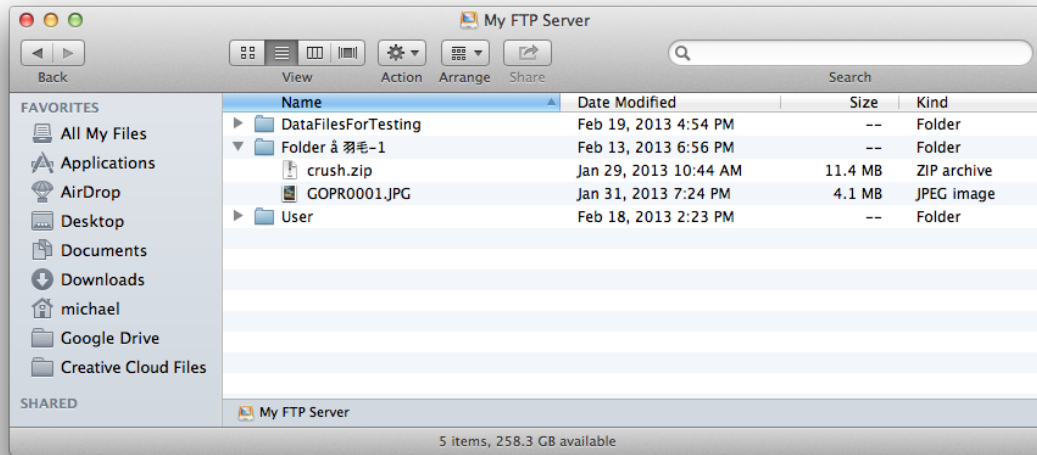 My FTP Server
Back View Action Arrange Share Search
FAVORITES
All My Files
Applications
AirDrop
Desktop
Documents
Downloads
michael
Google Drive
Creative Cloud Files
SHARED
Name Date Modified Size Kind
DataFilesForTesting Feb 19, 2013 4:54 PM -- Folder
Folder å 羽毛-1 Feb 13, 2013 6:56 PM -- Folder
crush.zip Jan 29, 2013 10:44 AM 11.4 MB ZIP archive
GOPR0001.JPG Jan 31, 2013 7:24 PM 4.1 MB JPEG image
User Feb 18, 2013 2:23 PM -- Folder
My FTP Server
5 items, 258.3 GB available